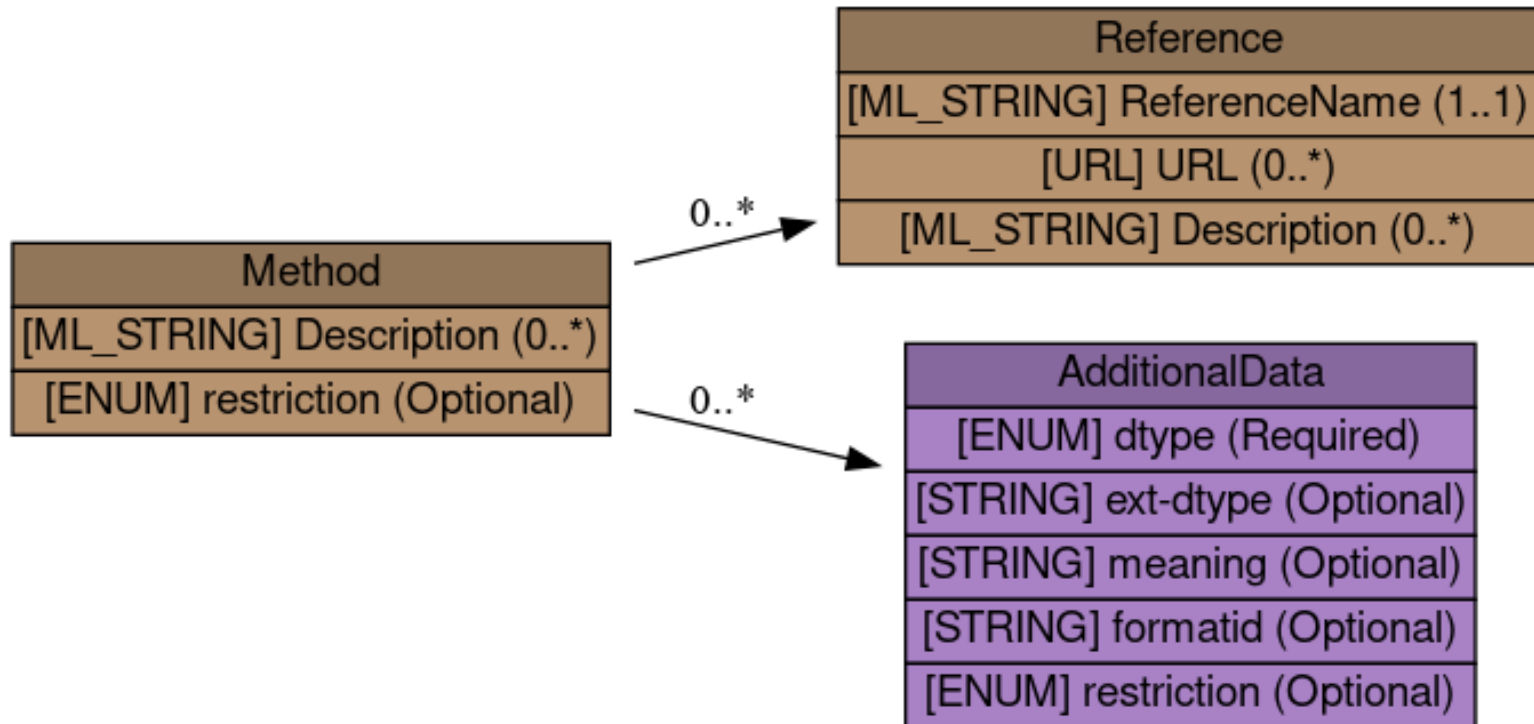 Reference
[ML_STRING] ReferenceName (1..1)
[URL] URL (0..*)
[ML_STRING] Description (0..*)
0..*
Method
[ML_STRING] Description (0..*)
[ENUM] restriction (Optional)
0..*
AdditionalData
[ENUM] dtype (Required)
[STRING] ext-dtype (Optional)
[STRING] meaning (Optional)
[STRING] formatid (Optional)
[ENUM] restriction (Optional)